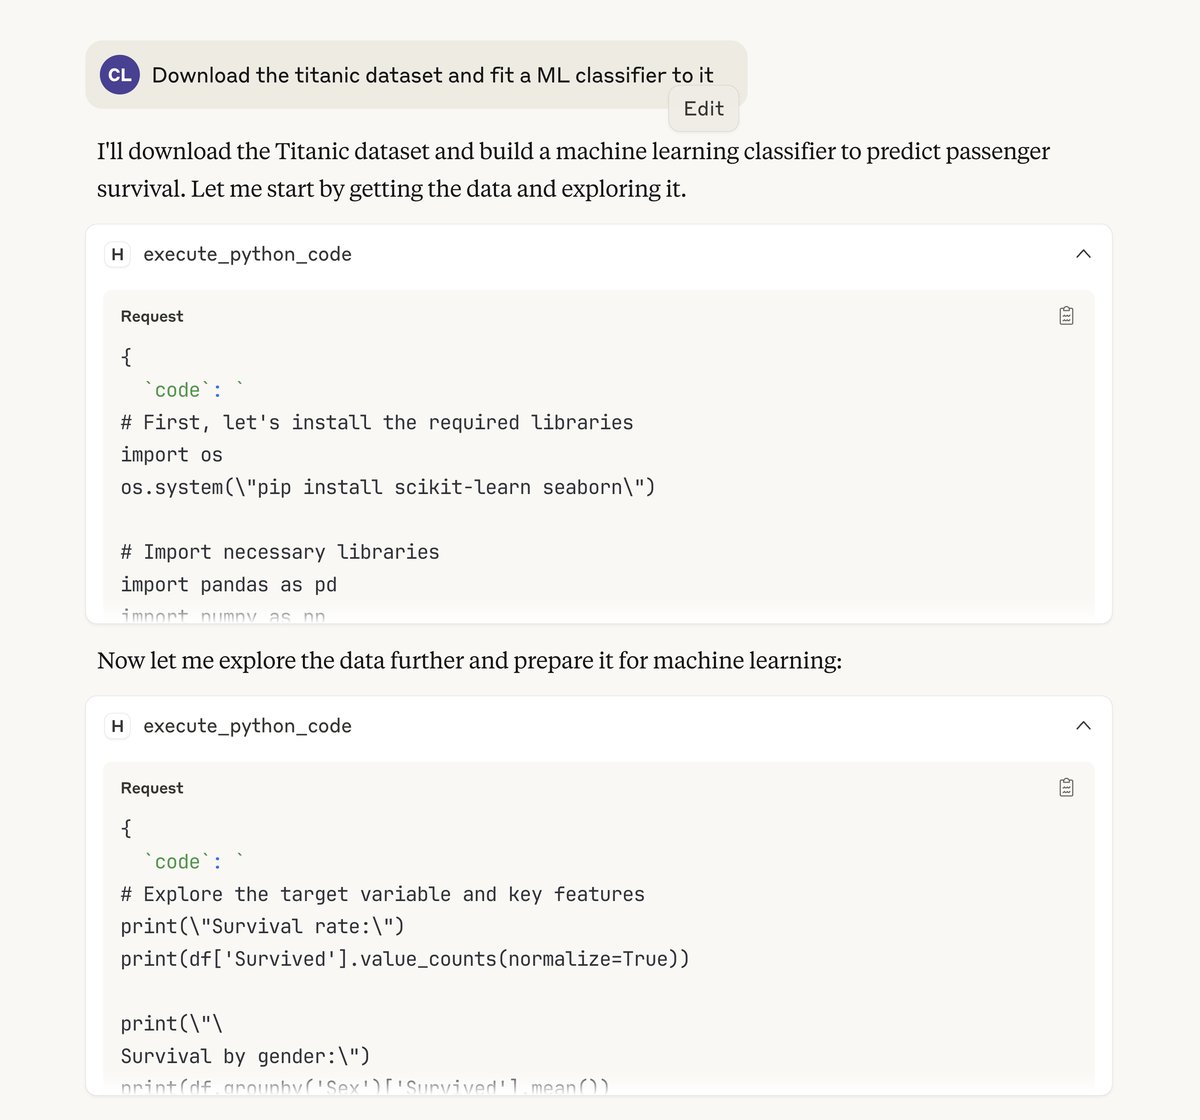 CL Download the titanic dataset and fit a ML classifier to it
Edit
I'll download the Titanic dataset and build a machine learning classifier to predict passenger
survival. Let me start by getting the data and exploring it.
H execute_python_code
Request
{
  `code`: `
# First, let's install the required libraries
import os
os.system(\"pip install scikit-learn seaborn\")
# Import necessary libraries
import pandas as pd
import numpy as np
Now let me explore the data further and prepare it for machine learning:
H execute_python_code
Request
{
  `code`: `
# Explore the target variable and key features
print(\"Survival rate:\")
print(df['Survived'].value_counts(normalize=True))
print(\"\
Survival by gender:\")
print(df.groupby('Sex')['Survived'].mean())